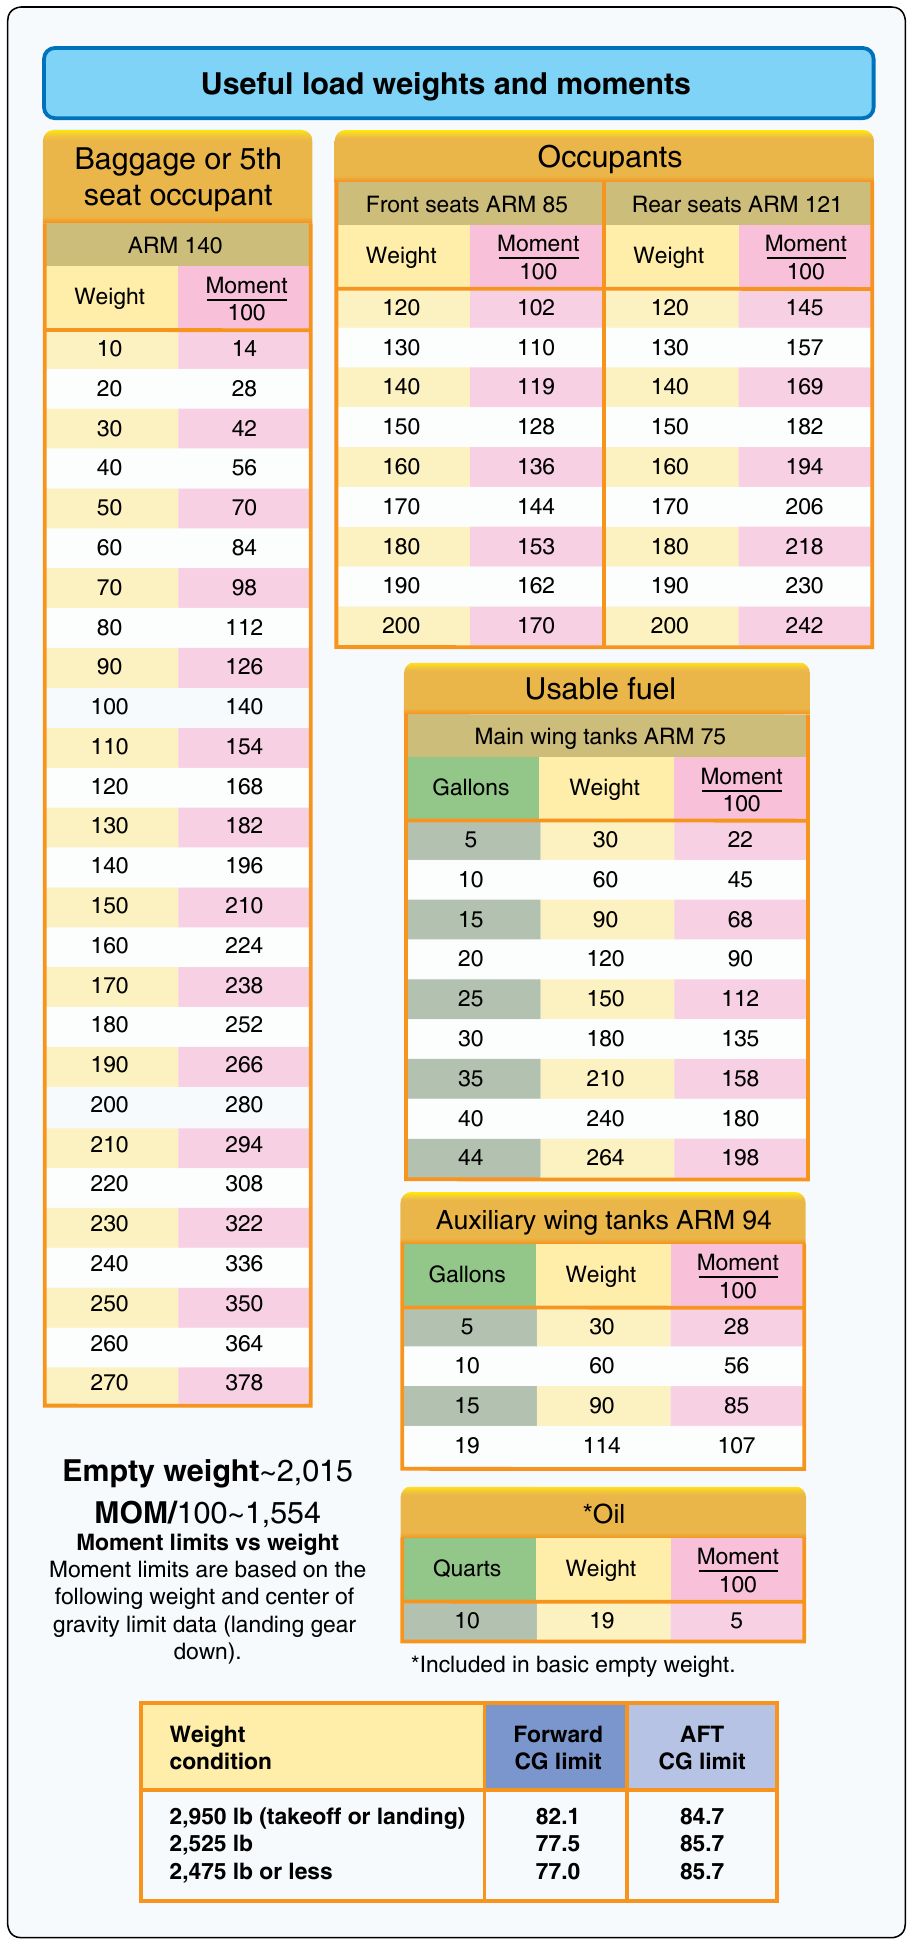 Useful load weights and moments
Baggage or 5th
seat occupant
ARM 140
Weight Moment
100
10 14
20 28
30 42
40 56
50 70
60 84
70 98
80 112
90 126
100 140
110 154
120 168
130 182
140 196
150 210
160 224
170 238
180 252
190 266
200 280
210 294
220 308
230 322
240 336
250 350
260 364
270 378
Occupants
Front seats ARM 85 Rear seats ARM 121
Weight Moment Weight Moment
100 100
120 102 120 145
130 110 130 157
140 119 140 169
150 128 150 182
160 136 160 194
170 144 170 206
180 153 180 218
190 162 190 230
200 170 200 242
Usable fuel
Main wing tanks ARM 75
Gallons Weight Moment
100
5 30 22
10 60 45
15 90 68
20 120 90
25 150 112
30 180 135
35 210 158
40 240 180
44 264 198
Auxiliary wing tanks ARM 94
Gallons Weight Moment
100
5 30 28
10 60 56
15 90 85
19 114 107
*Oil
Quarts Weight Moment
100
10 19 5
*Included in basic empty weight.
Empty weight~2,015
MOM/100~1,554
Moment limits vs weight
Moment limits are based on the
following weight and center of
gravity limit data (landing gear
down).
Weight Forward AFT
condition CG limit CG limit
2,950 lb (takeoff or landing) 82.1 84.7
2,525 lb 77.5 85.7
2,475 lb or less 77.0 85.7